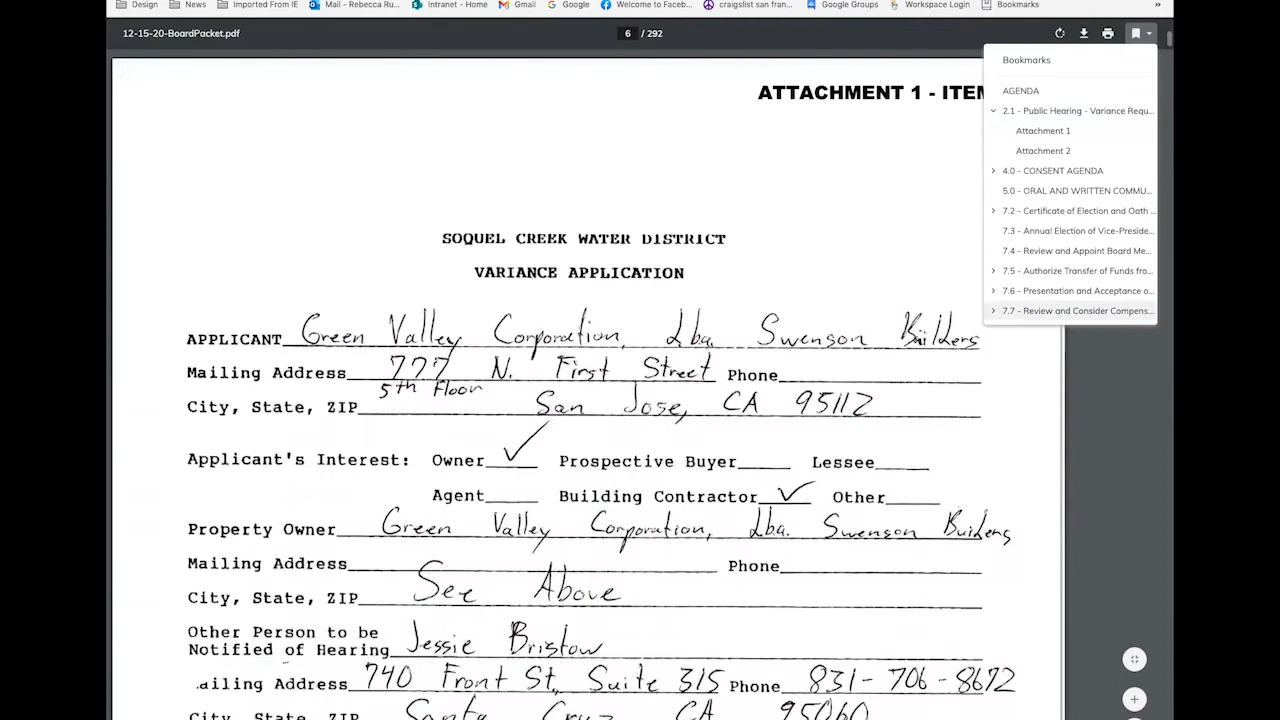 Design News Imported From IE Mail - Rebecca Ru... Intranet - Home Gmail Google Welcome to Faceb... craigslist san fran... Google Groups Workspace Login Bookmarks »
12-15-20-BoardPacket.pdf 6 / 292
Bookmarks
AGENDA
2.1 - Public Hearing - Variance Requ...
Attachment 1
Attachment 2
4.0 - CONSENT AGENDA
5.0 - ORAL AND WRITTEN COMMU...
7.2 - Certificate of Election and Oath ...
7.3 - Annual Election of Vice-Preside...
7.4 - Review and Appoint Board Me...
7.5 - Authorize Transfer of Funds fro...
7.6 - Presentation and Acceptance o...
7.7 - Review and Consider Compens...
ATTACHMENT 1 - ITEM
SOQUEL CREEK WATER DISTRICT
VARIANCE APPLICATION
APPLICANT Green Valley Corporation, dba. Swenson Builders
Mailing Address 777 N. First Street Phone
5th Floor
City, State, ZIP San Jose, CA 95112
Applicant's Interest: Owner ✓ Prospective Buyer Lessee
Agent Building Contractor ✓ Other
Property Owner Green Valley Corporation, dba. Swenson Builders
Mailing Address Phone
City, State, ZIP See Above
Other Person to be
Notified of Hearing Jessie Bristow
ailing Address 740 Front St, Suite 315 Phone 831-706-8672
City, State, ZIP Santa Cruz CA 95060